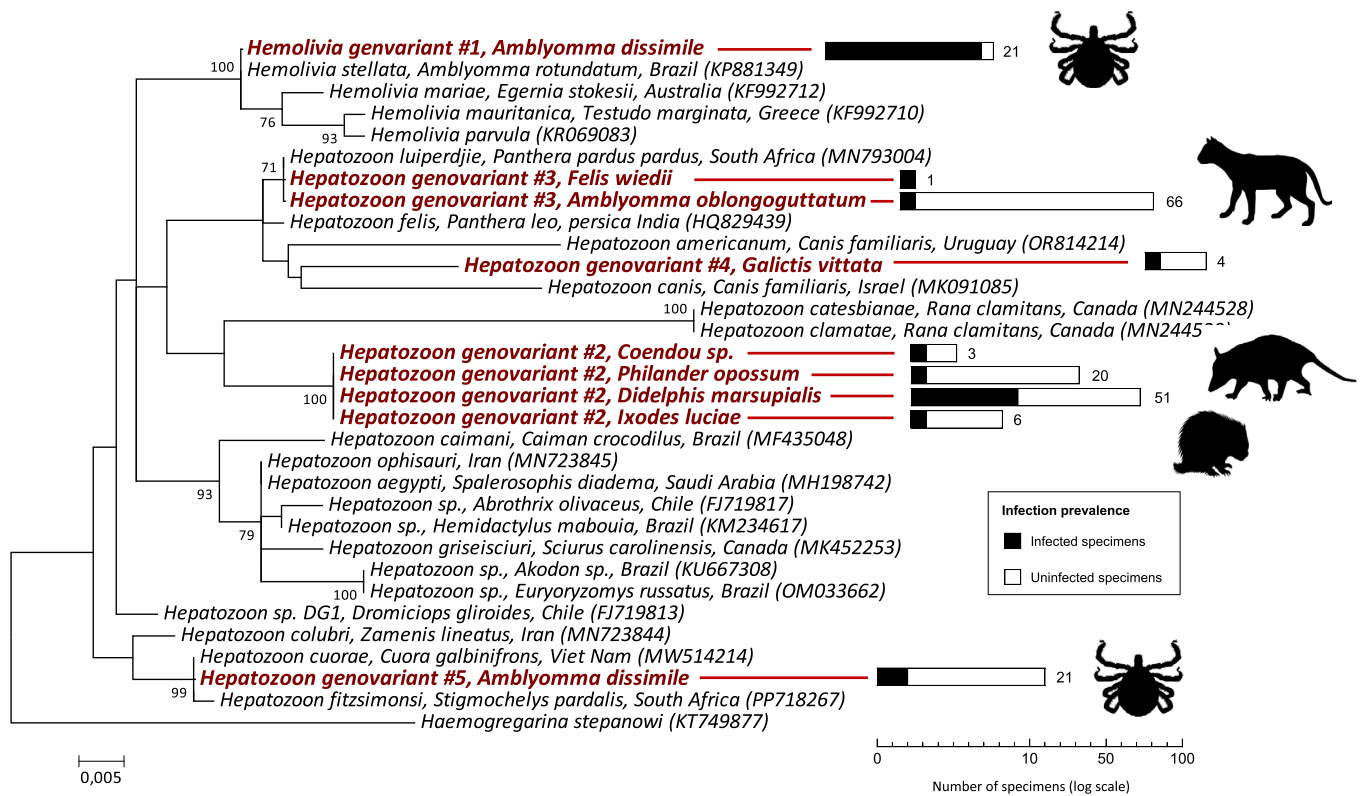 Hemolivia genvariant #1, Amblyomma dissimile 21
100
Hemolivia stellata, Amblyomma rotundatum, Brazil (KP881349)
Hemolivia mariae, Egernia stokesii, Australia (KF992712)
76
Hemolivia mauritanica, Testudo marginata, Greece (KF992710)
93
Hemolivia parvula (KR069083)
Hepatozoon luiperdjie, Panthera pardus pardus, South Africa (MN793004)
71
Hepatozoon genovariant #3, Felis wiedii 1
Hepatozoon genovariant #3, Amblyomma oblongoguttatum 66
Hepatozoon felis, Panthera leo, persica India (HQ829439)
Hepatozoon americanum, Canis familiaris, Uruguay (OR814214)
Hepatozoon genovariant #4, Galictis vittata 4
Hepatozoon canis, Canis familiaris, Israel (MK091085)
100
Hepatozoon catesbianae, Rana clamitans, Canada (MN244528)
Hepatozoon clamatae, Rana clamitans, Canada
Hepatozoon genovariant #2, Coendou sp. 3
Hepatozoon genovariant #2, Philander opossum 20
Hepatozoon genovariant #2, Didelphis marsupialis 51
100
Hepatozoon genovariant #2, Ixodes luciae 6
Hepatozoon caimani, Caiman crocodilus, Brazil (MF435048)
Hepatozoon ophisauri, Iran (MN723845)
Hepatozoon aegypti, Spalerosophis diadema, Saudi Arabia (MH198742)
93
Hepatozoon sp., Abrothrix olivaceus, Chile (FJ719817)
Hepatozoon sp., Hemidactylus mabouia, Brazil (KM234617)
79
Hepatozoon griseisciuri, Sciurus carolinensis, Canada (MK452253)
Hepatozoon sp., Akodon sp., Brazil (KU667308)
100
Hepatozoon sp., Euryoryzomys russatus, Brazil (OM033662)
Hepatozoon sp. DG1, Dromiciops gliroides, Chile (FJ719813)
Hepatozoon colubri, Zamenis lineatus, Iran (MN723844)
Hepatozoon cuorae, Cuora galbinifrons, Viet Nam (MW514214)
Hepatozoon genovariant #5, Amblyomma dissimile 21
99
Hepatozoon fitzsimonsi, Stigmochelys pardalis, South Africa (PP718267)
Haemogregarina stepanowi (KT749877)
0,005
Infection prevalence
Infected specimens
Uninfected specimens
0 10 50 100
Number of specimens (log scale)